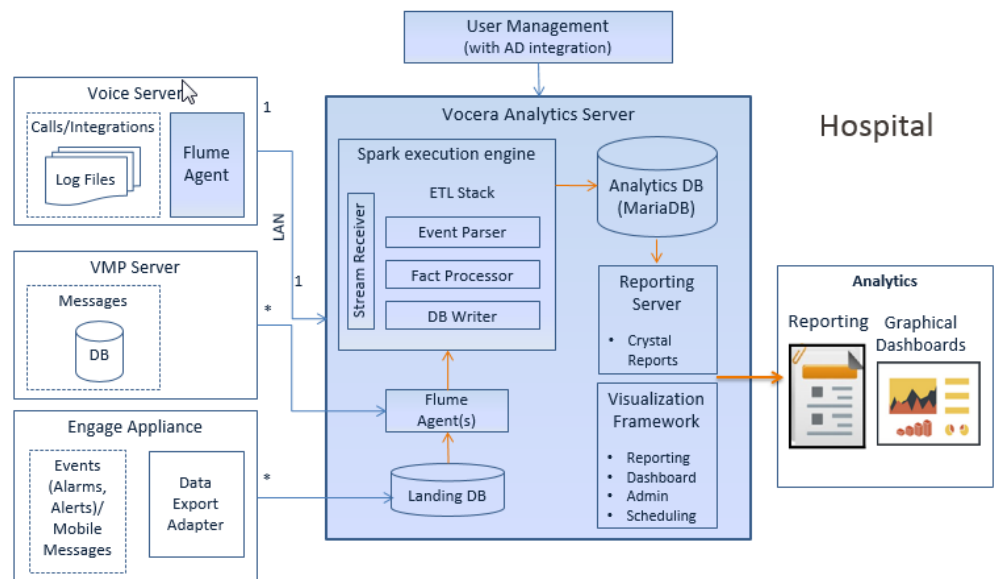 User Management
(with AD integration)
Voice Server
Calls/Integrations
Log Files
Flume
Agent
1
LAN
1
VMP Server
Messages
DB
*
Engage Appliance
Events
(Alarms,
Alerts)/
Mobile
Messages
Data
Export
Adapter
*
Vocera Analytics Server
Spark execution engine
ETL Stack
Stream Receiver
Event Parser
Fact Processor
DB Writer
Flume
Agent(s)
Landing DB
Analytics DB
(MariaDB)
Reporting
Server
• Crystal
Reports
Visualization
Framework
• Reporting
• Dashboard
• Admin
• Scheduling
Hospital
Analytics
Reporting
Graphical
Dashboards